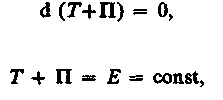 d (T+П) = 0,
T + П = E = const,